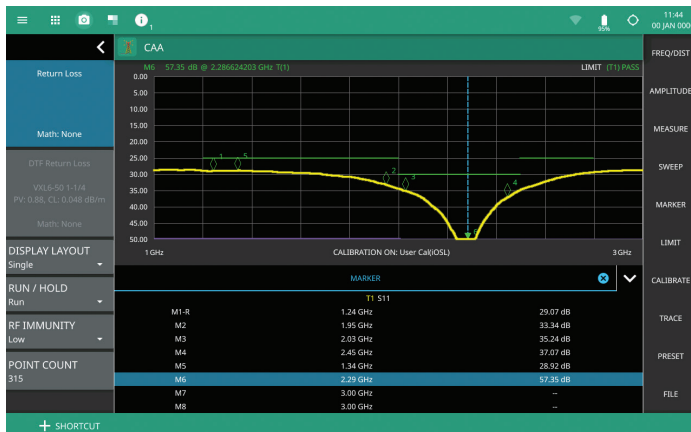 1
95%
11:44
00 JAN 000
CAA
FREQ/DIST
Return Loss
Math: None
M6 57.35 dB @ 2.286624203 GHz T(1)
LIMIT (T1) PASS
0.00
5.00
10.00
15.00
20.00
25.00
30.00
35.00
40.00
45.00
50.00
1
5
2
3
4
1 GHz
CALIBRATION ON: User Cal(iOSL)
3 GHz
AMPLITUDE
MEASURE
SWEEP
MARKER
LIMIT
CALIBRATE
TRACE
PRESET
FILE
DTF Return Loss
VXL6-50 1-1/4
PV: 0.88, CL: 0.048 dB/m
Math: None
DISPLAY LAYOUT
Single
RUN / HOLD
Run
RF IMMUNITY
Low
POINT COUNT
315
MARKER
T1 S11
M1-R 1.24 GHz 29.07 dB
M2 1.95 GHz 33.34 dB
M3 2.03 GHz 35.24 dB
M4 2.45 GHz 37.07 dB
M5 1.34 GHz 28.92 dB
M6 2.29 GHz 57.35 dB
M7 3.00 GHz --
M8 3.00 GHz --
+ SHORTCUT